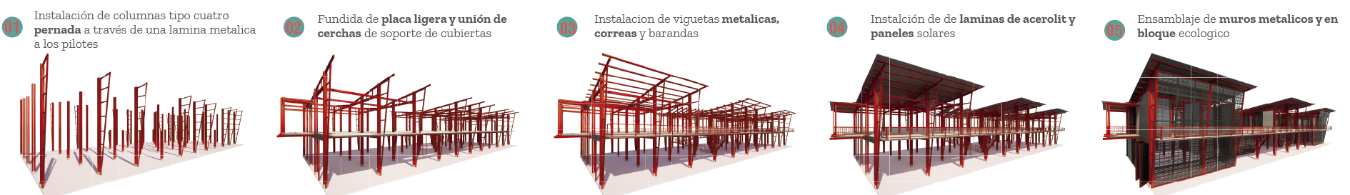 01
Instalación de columnas tipo cuatro
pernada a través de una lamina metalica
a los pilotes
02
Fundida de placa ligera y unión de
cerchas de soporte de cubiertas
03
Instalacion de viguetas metalicas,
correas y barandas
04
Instalción de de laminas de acerolit y
paneles solares
05
Ensamblaje de muros metalicos y en
bloque ecologico